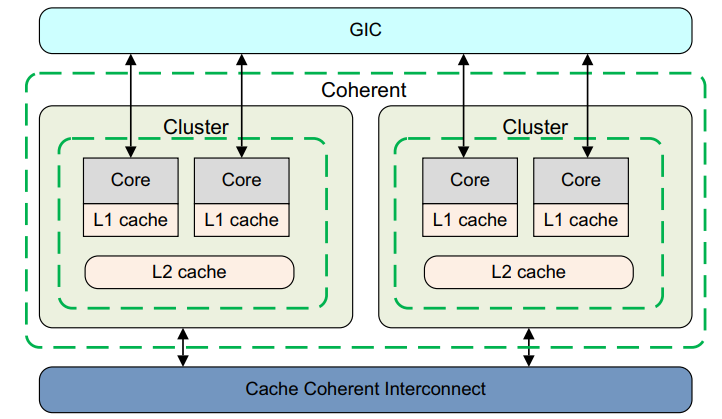 GIC
Coherent
Cluster
Cluster
Core
Core
Core
Core
L1 cache
L1 cache
L1 cache
L1 cache
L2 cache
L2 cache
Cache Coherent Interconnect